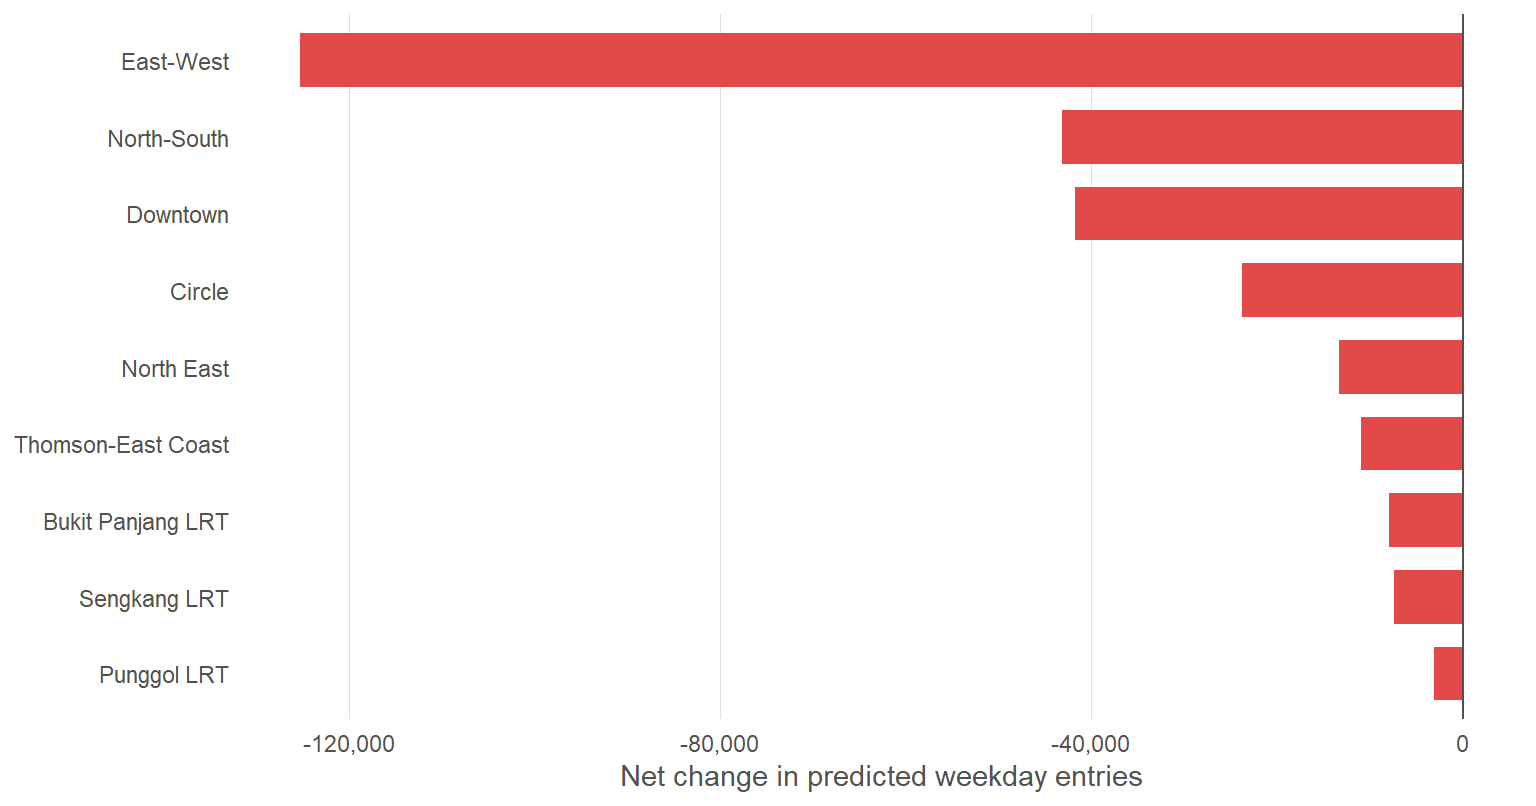 East-West
North-South
Downtown
Circle
North East
Thomson-East Coast
Bukit Panjang LRT
Sengkang LRT
Punggol LRT
-120,000 -80,000 -40,000 0
Net change in predicted weekday entries